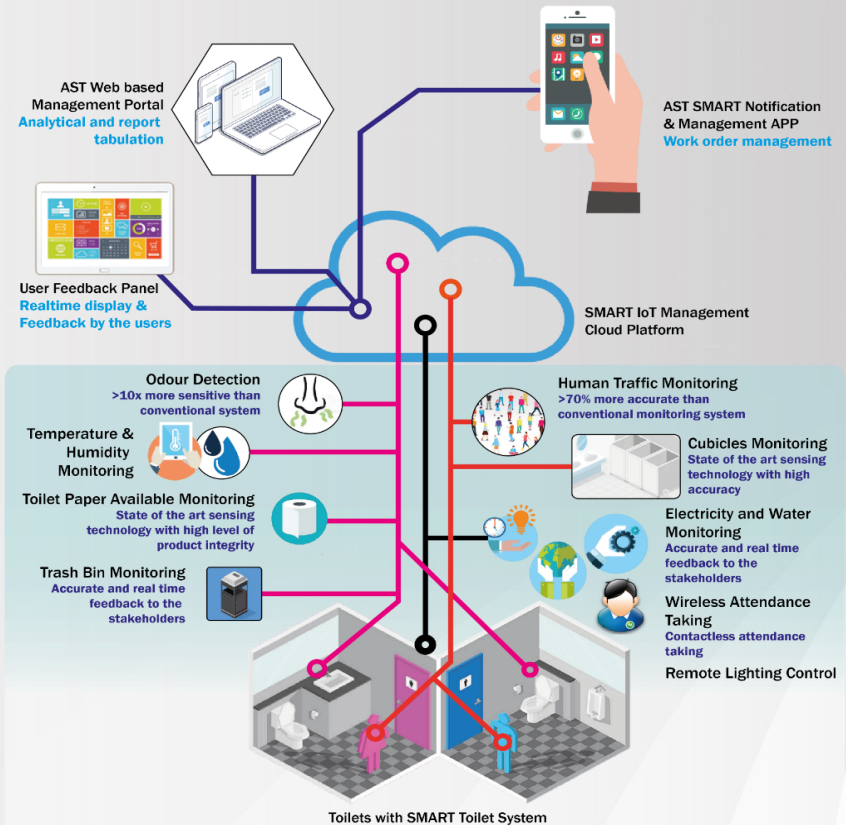 AST Web based
Management Portal
Analytical and report
tabulation
AST SMART Notification
& Management APP
Work order management
User Feedback Panel
Realtime display &
Feedback by the users
SMART IoT Management
Cloud Platform
Odour Detection
>10x more sensitive than
conventional system
Temperature &
Humidity
Monitoring
Toilet Paper Available Monitoring
State of the art sensing
technology with high level of
product integrity
Trash Bin Monitoring
Accurate and real time
feedback to the
stakeholders
Human Traffic Monitoring
>70% more accurate than
conventional monitoring system
Cubicles Monitoring
State of the art sensing
technology with high
accuracy
Electricity and Water
Monitoring
Accurate and real time
feedback to the
stakeholders
Wireless Attendance
Taking
Contactless attendance
taking
Remote Lighting Control
Toilets with SMART Toilet System